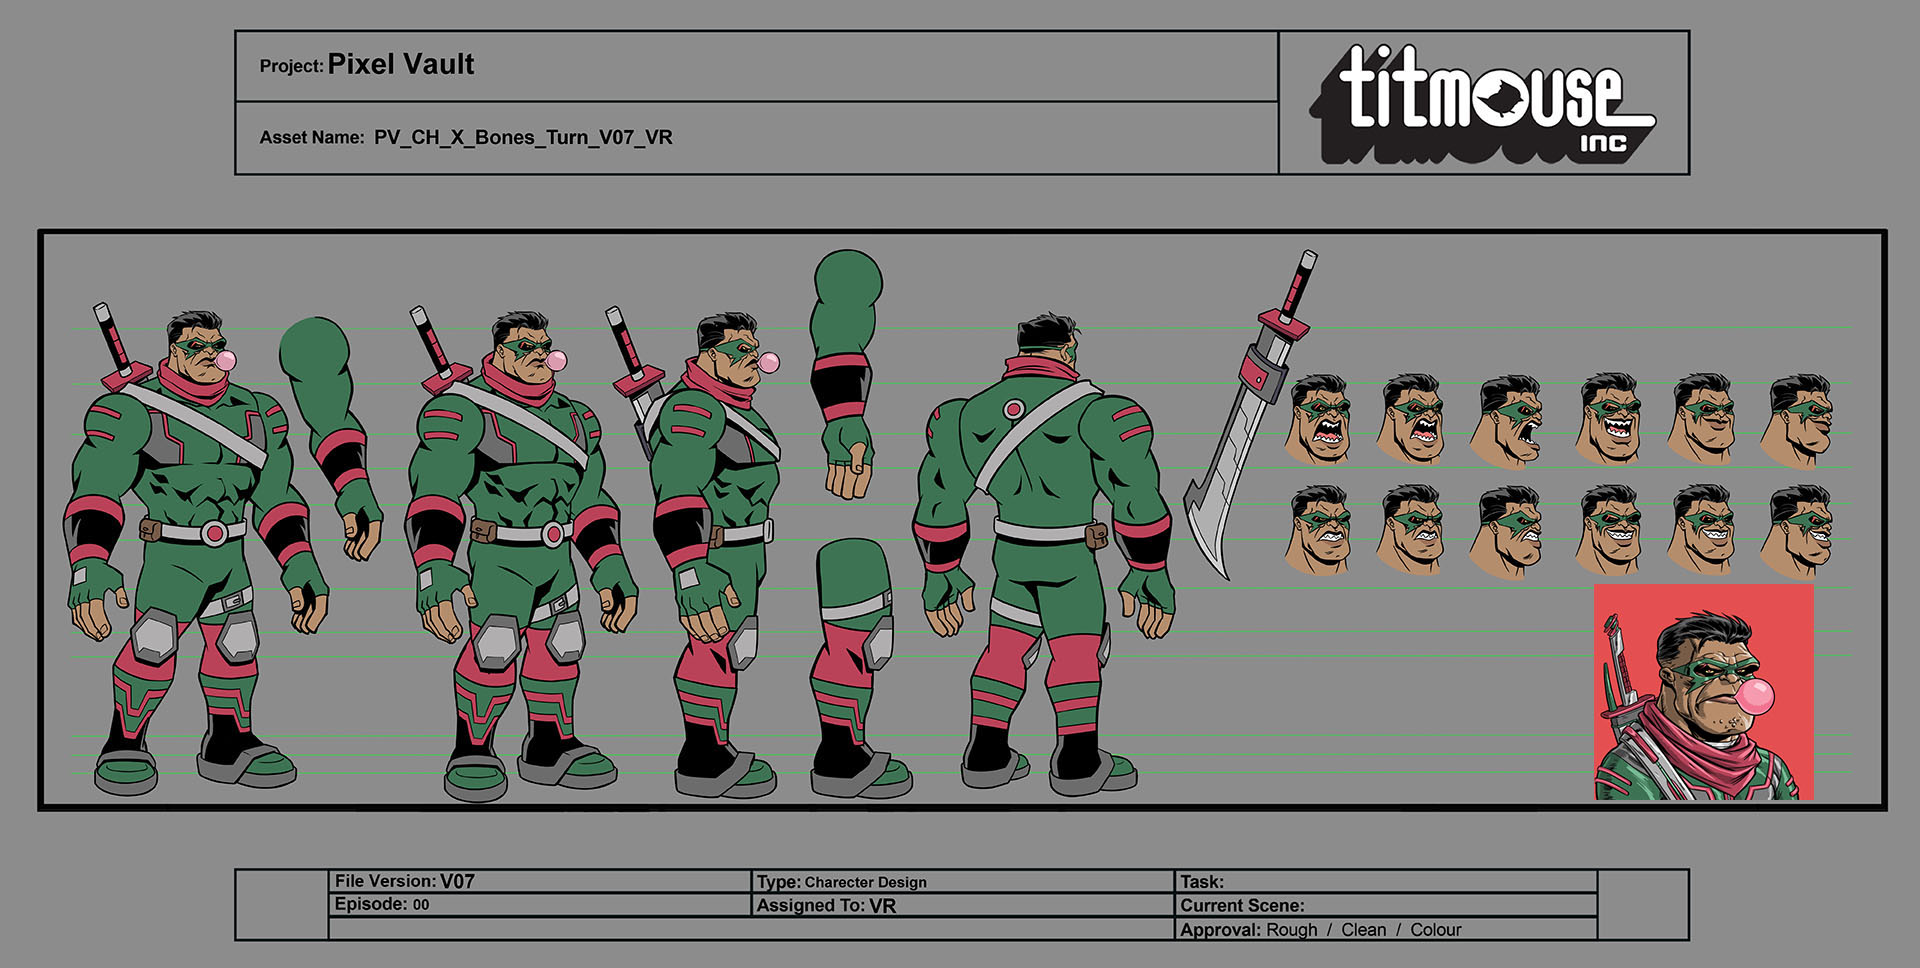 Project: Pixel Vault
titmouse
inc
Asset Name: PV_CH_X_Bones_Turn_V07_VR
File Version: V07
Type: Charecter Design
Task:
Episode: 00
Assigned To: VR
Current Scene:
Approval: Rough / Clean / Colour